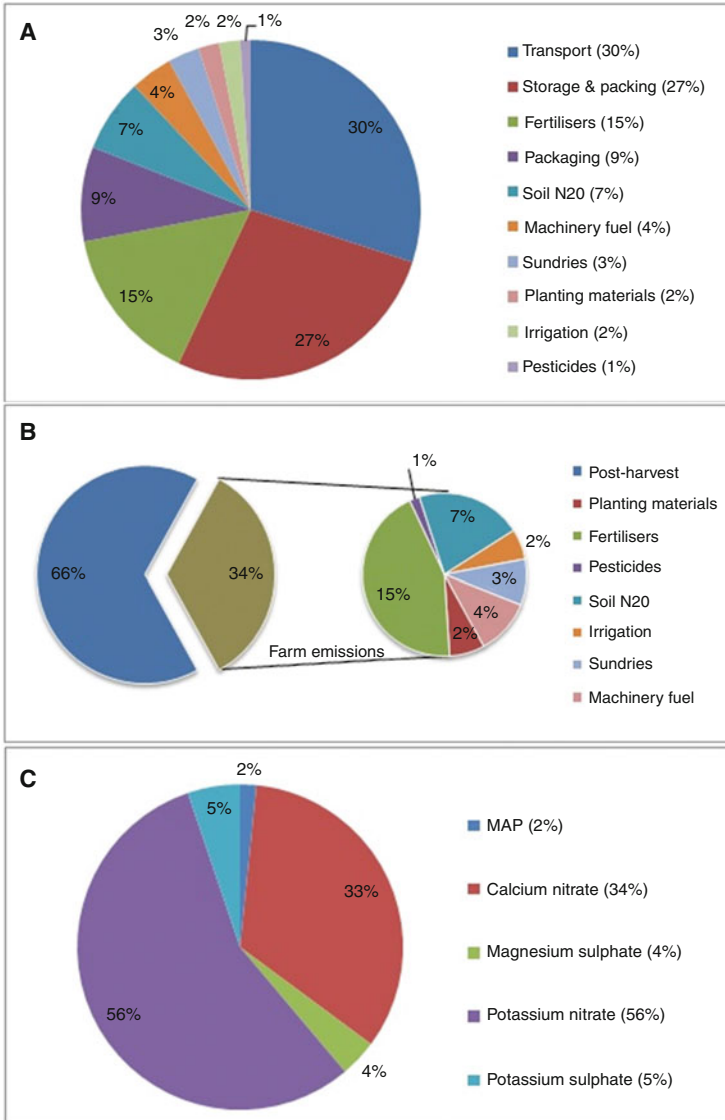 A
3%
2%
2%
1%
4%
7%
9%
15%
27%
30%
Transport (30%)
Storage & packing (27%)
Fertilisers (15%)
Packaging (9%)
Soil N20 (7%)
Machinery fuel (4%)
Sundries (3%)
Planting materials (2%)
Irrigation (2%)
Pesticides (1%)
B
66%
34%
Farm emissions
1%
7%
2%
3%
4%
2%
15%
Post-harvest
Planting materials
Fertilisers
Pesticides
Soil N20
Irrigation
Sundries
Machinery fuel
C
2%
5%
33%
56%
4%
MAP (2%)
Calcium nitrate (34%)
Magnesium sulphate (4%)
Potassium nitrate (56%)
Potassium sulphate (5%)